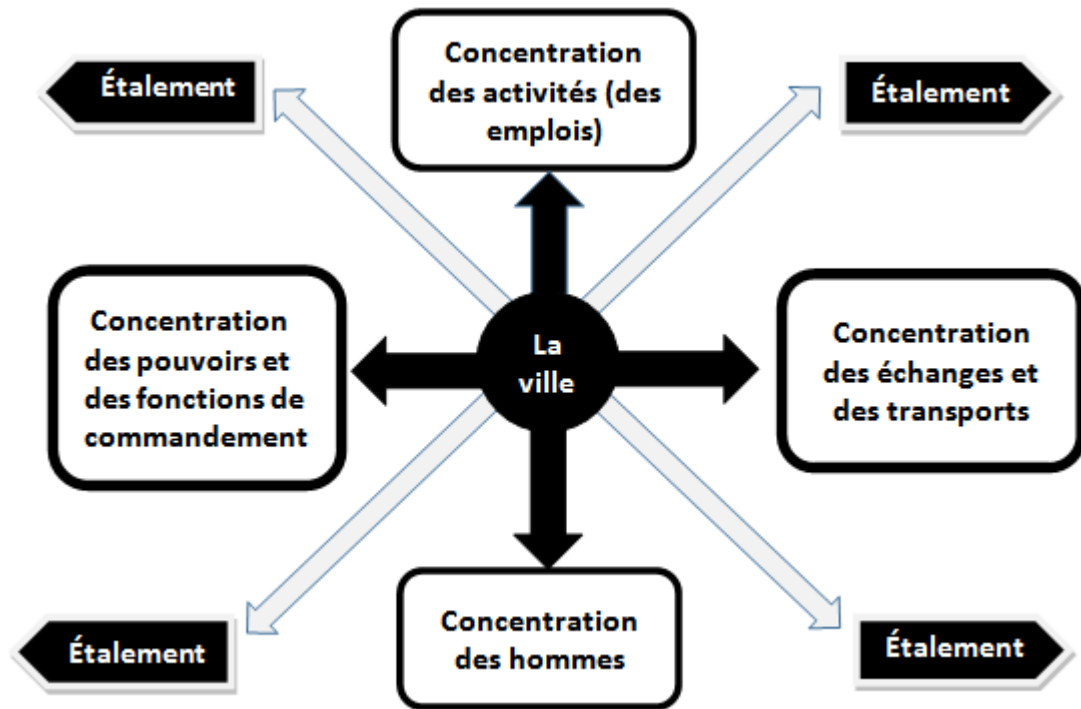 Étalement
Concentration
des activités (des
emplois)
Étalement
Concentration
des pouvoirs et
des fonctions de
commandement
La
ville
Concentration
des échanges et
des transports
Étalement
Concentration
des hommes
Étalement